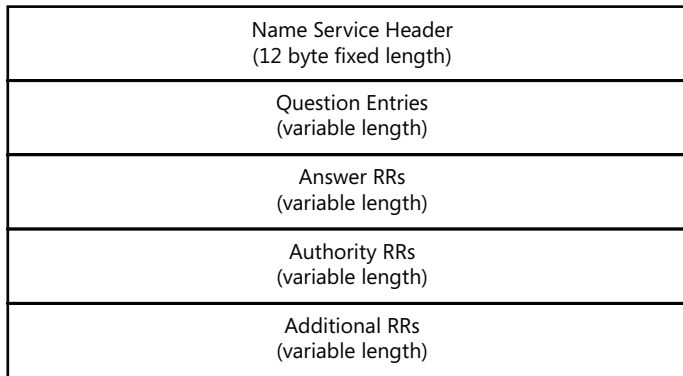 Name Service Header
(12 byte fixed length)
Question Entries
(variable length)
Answer RRs
(variable length)
Authority RRs
(variable length)
Additional RRs
(variable length)